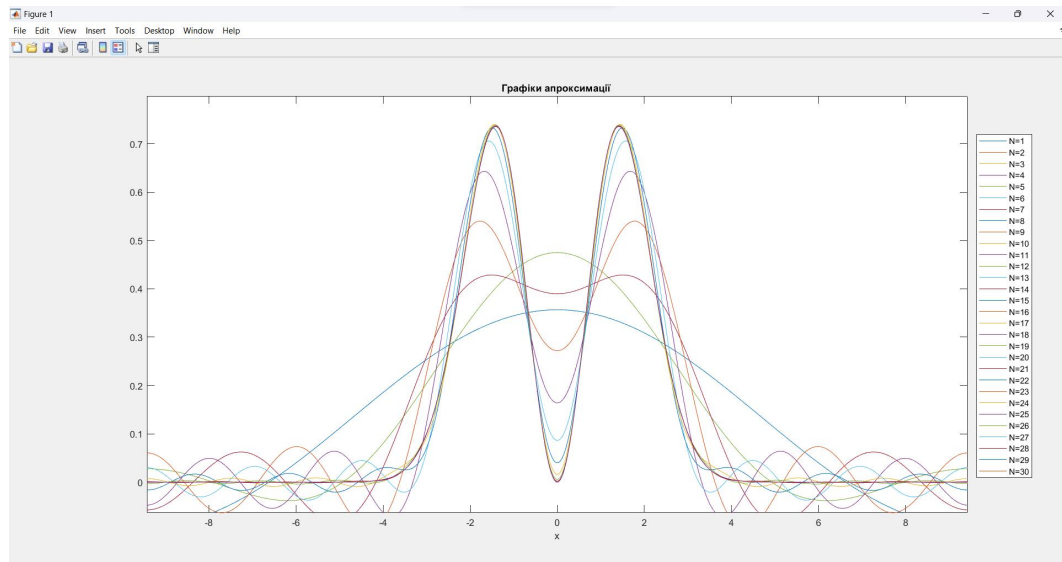 Figure 1
File Edit View Insert Tools Desktop Window Help
Графіки апроксимації
0.7
0.6
0.5
0.4
0.3
0.2
0.1
0
-8 -6 -4 -2 0 2 4 6 8
x
N=1
N=2
N=3
N=4
N=5
N=6
N=7
N=8
N=9
N=10
N=11
N=12
N=13
N=14
N=15
N=16
N=17
N=18
N=19
N=20
N=21
N=22
N=23
N=24
N=25
N=26
N=27
N=28
N=29
N=30